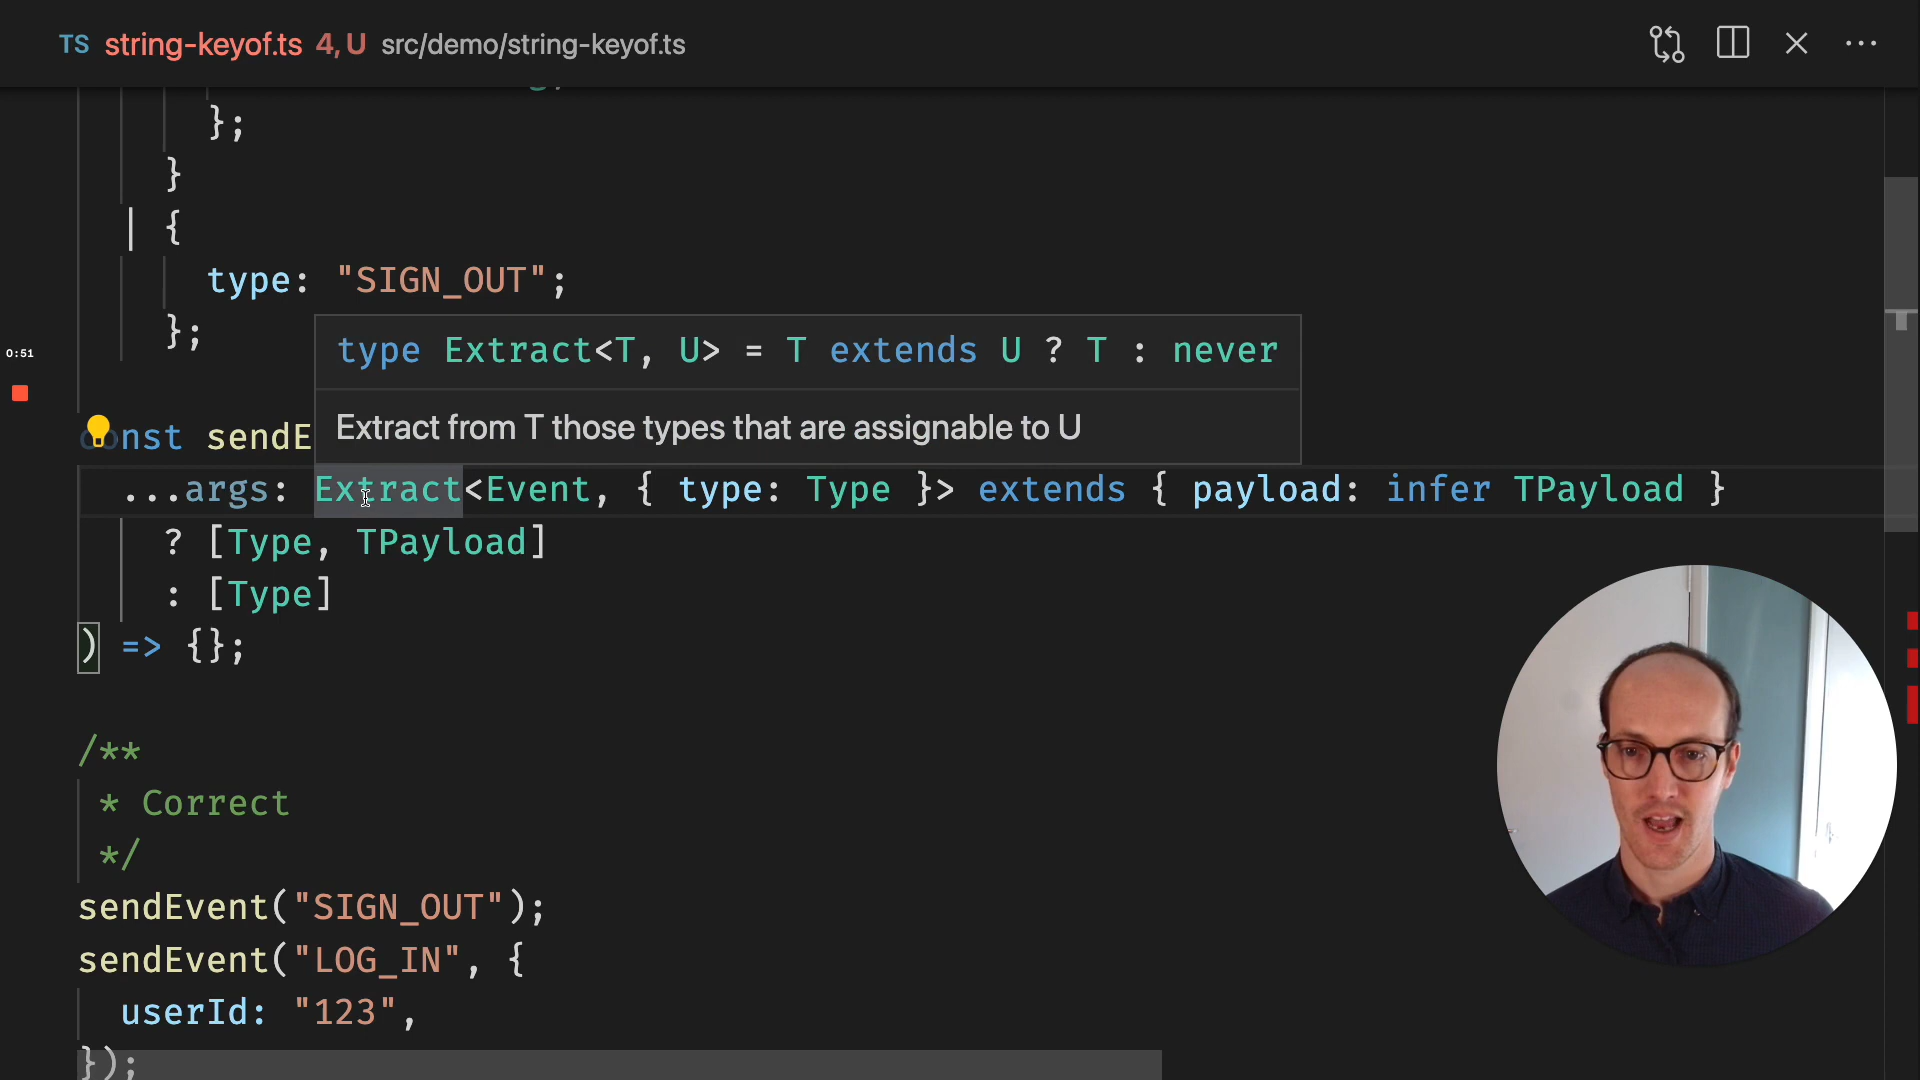 TS string-keyof.ts 4, U src/demo/string-keyof.ts
};
}
| {
type: "SIGN_OUT";
};
0:51
type Extract<T, U> = T extends U ? T : never
Extract from T those types that are assignable to U
const sendE
...args: Extract<Event, { type: Type }> extends { payload: infer TPayload }
? [Type, TPayload]
: [Type]
) => {};
/**
* Correct
*/
sendEvent("SIGN_OUT");
sendEvent("LOG_IN", {
userId: "123",
});